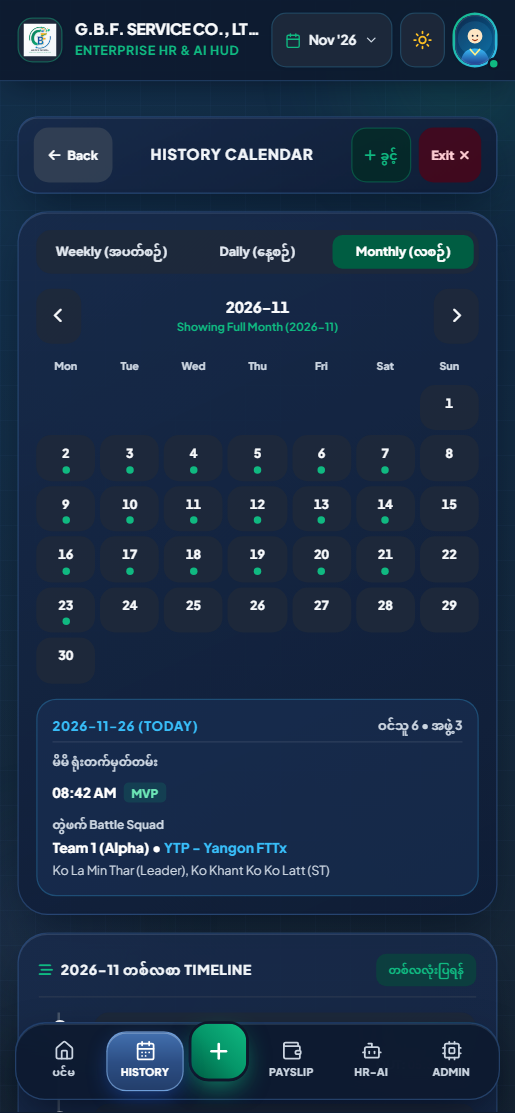 G.B.F. SERVICE CO., LT...
ENTERPRISE HR & AI HUD
Nov '26
← Back
HISTORY CALENDAR
+ ခွင့်
Exit ×
Weekly (အပတ်စဉ်)
Daily (နေ့စဉ်)
Monthly (လစဉ်)
2026-11
Showing Full Month (2026-11)
Mon Tue Wed Thu Fri Sat Sun
1
2 3 4 5 6 7 8
9 10 11 12 13 14 15
16 17 18 19 20 21 22
23 24 25 26 27 28 29
30
2026-11-26 (TODAY)
ဝင်သူ 6 • အဖွဲ့ 3
မိမိ ရုံးတက်မှတ်တမ်း
08:42 AM MVP
တွဲဖက် Battle Squad
Team 1 (Alpha) • YTP - Yangon FTTx
Ko La Min Thar (Leader), Ko Khant Ko Ko Latt (ST)
2026-11 တစ်လစာ TIMELINE
တစ်လလုံးပြရန်
ပင်မ
HISTORY
+
PAYSLIP
HR-AI
ADMIN